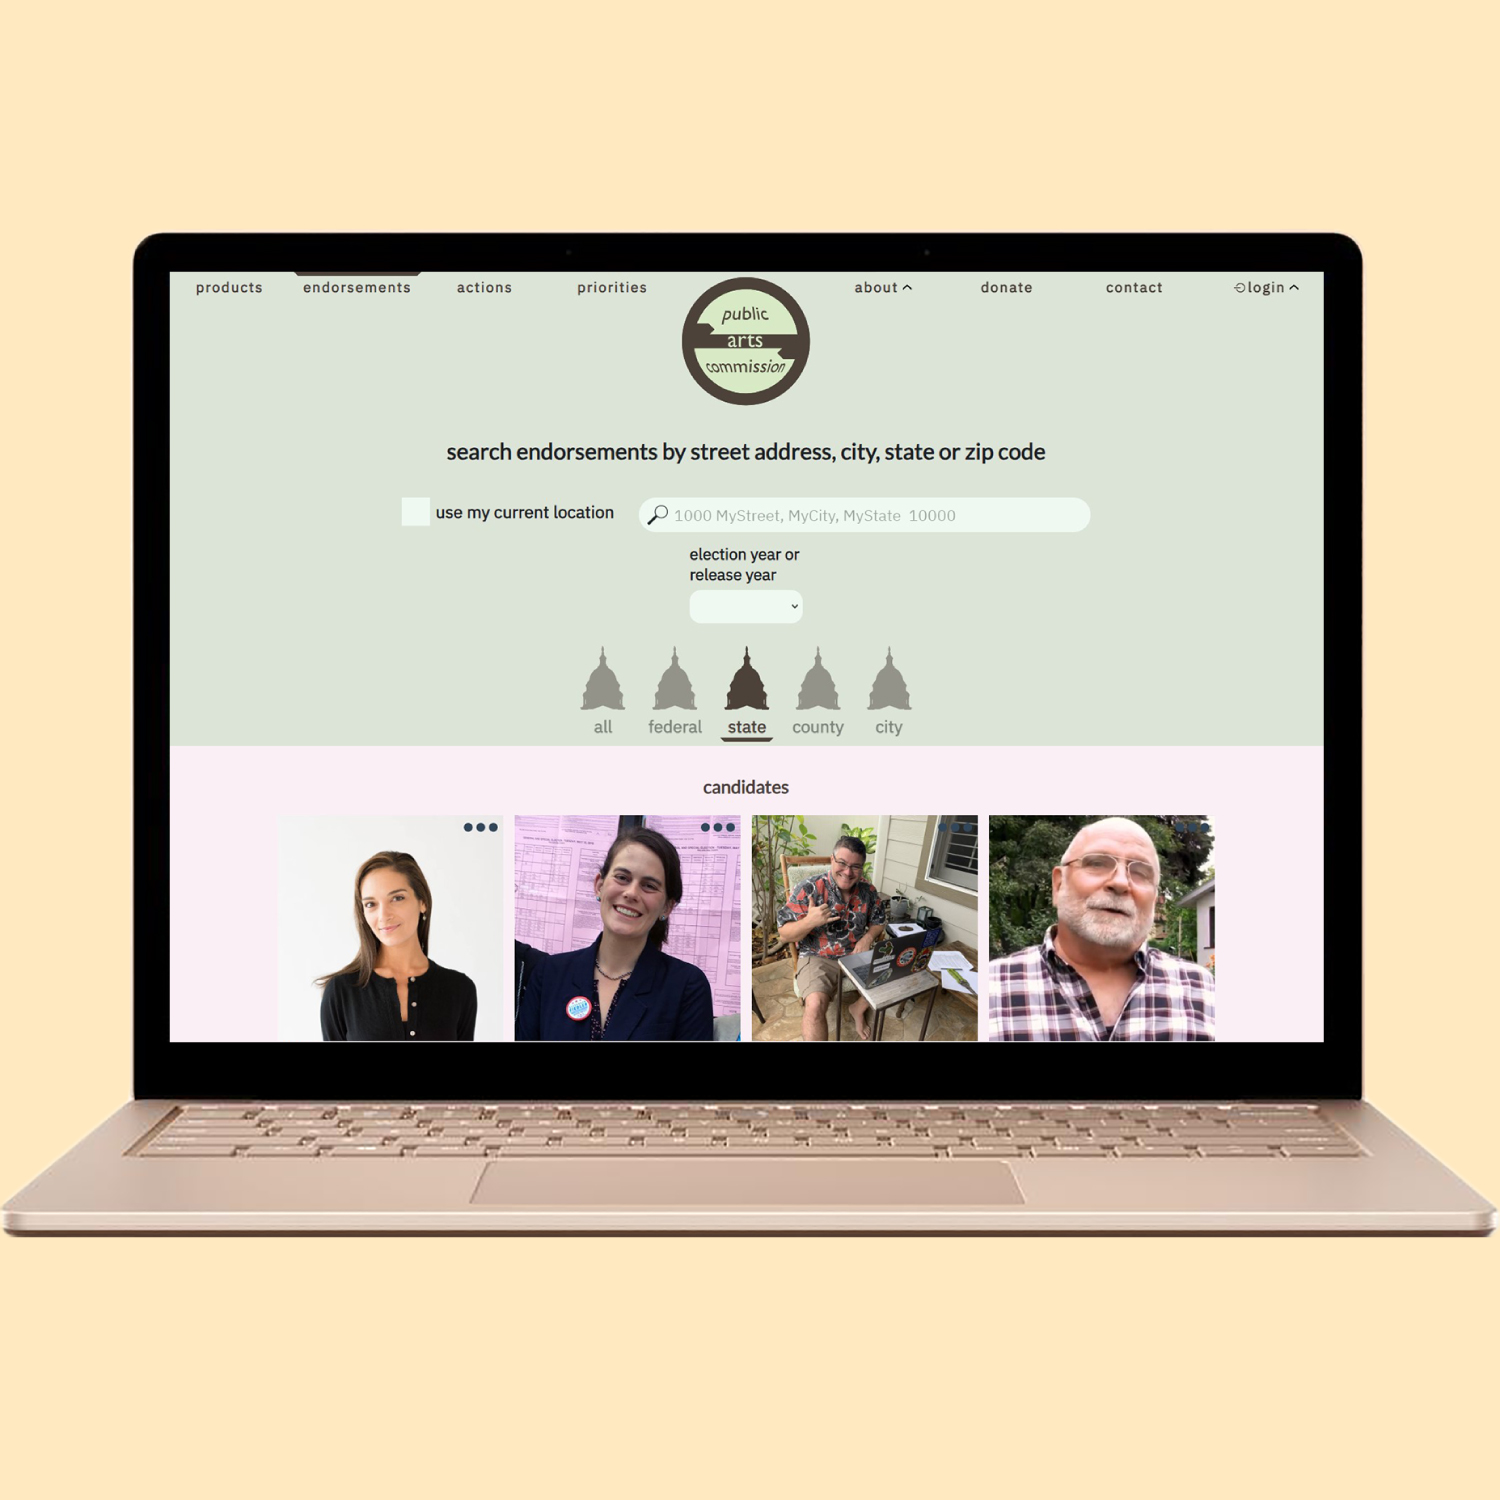 products
endorsements
actions
priorities
public
arts
commission
about
donate
contact
login
search endorsements by street address, city, state or zip code
use my current location
1000 MyStreet, MyCity, MyState 10000
election year or
release year
all
federal
state
county
city
candidates